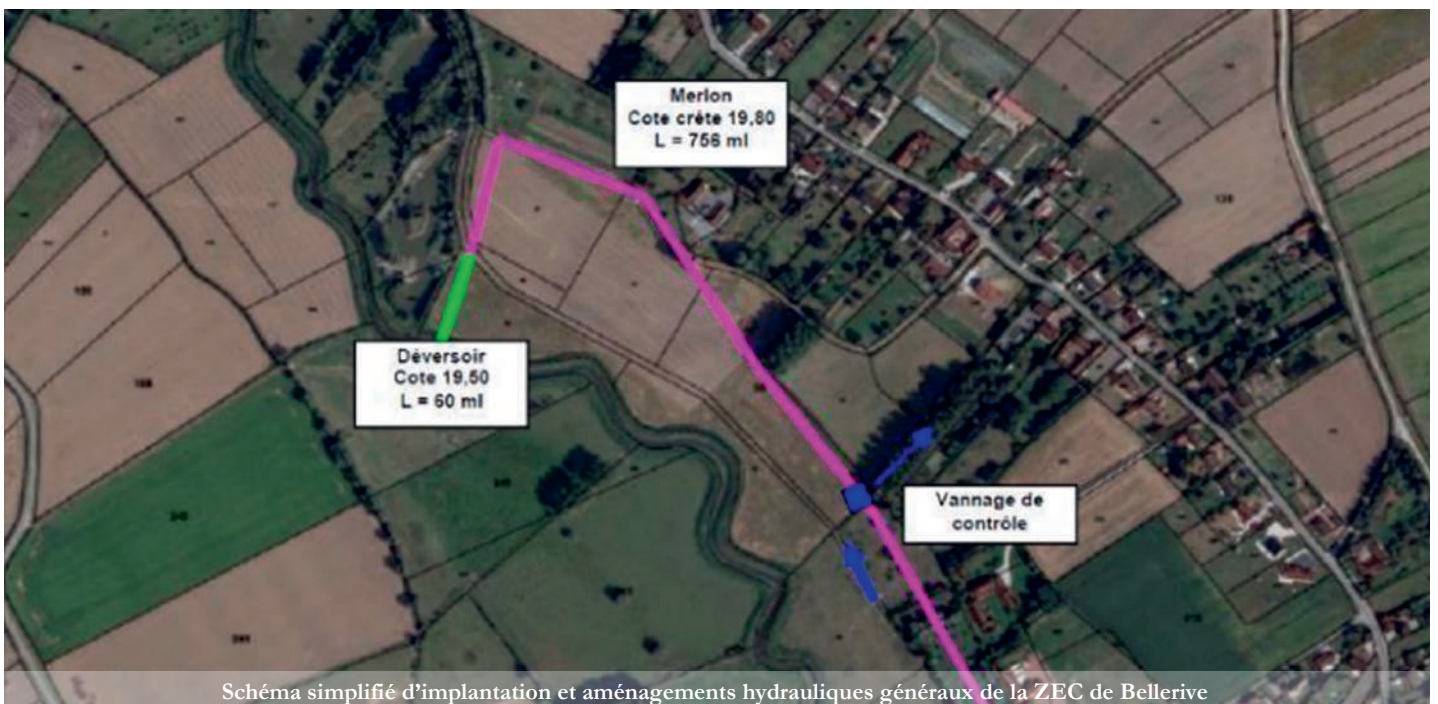 Merlon
Cote crête 19,80
L = 756 ml
Déversoir
Cote 19,50
L = 60 ml
Vannage de
contrôle
Schéma simplifié d'implantation et aménagements hydrauliques généraux de la ZEC de Bellerive